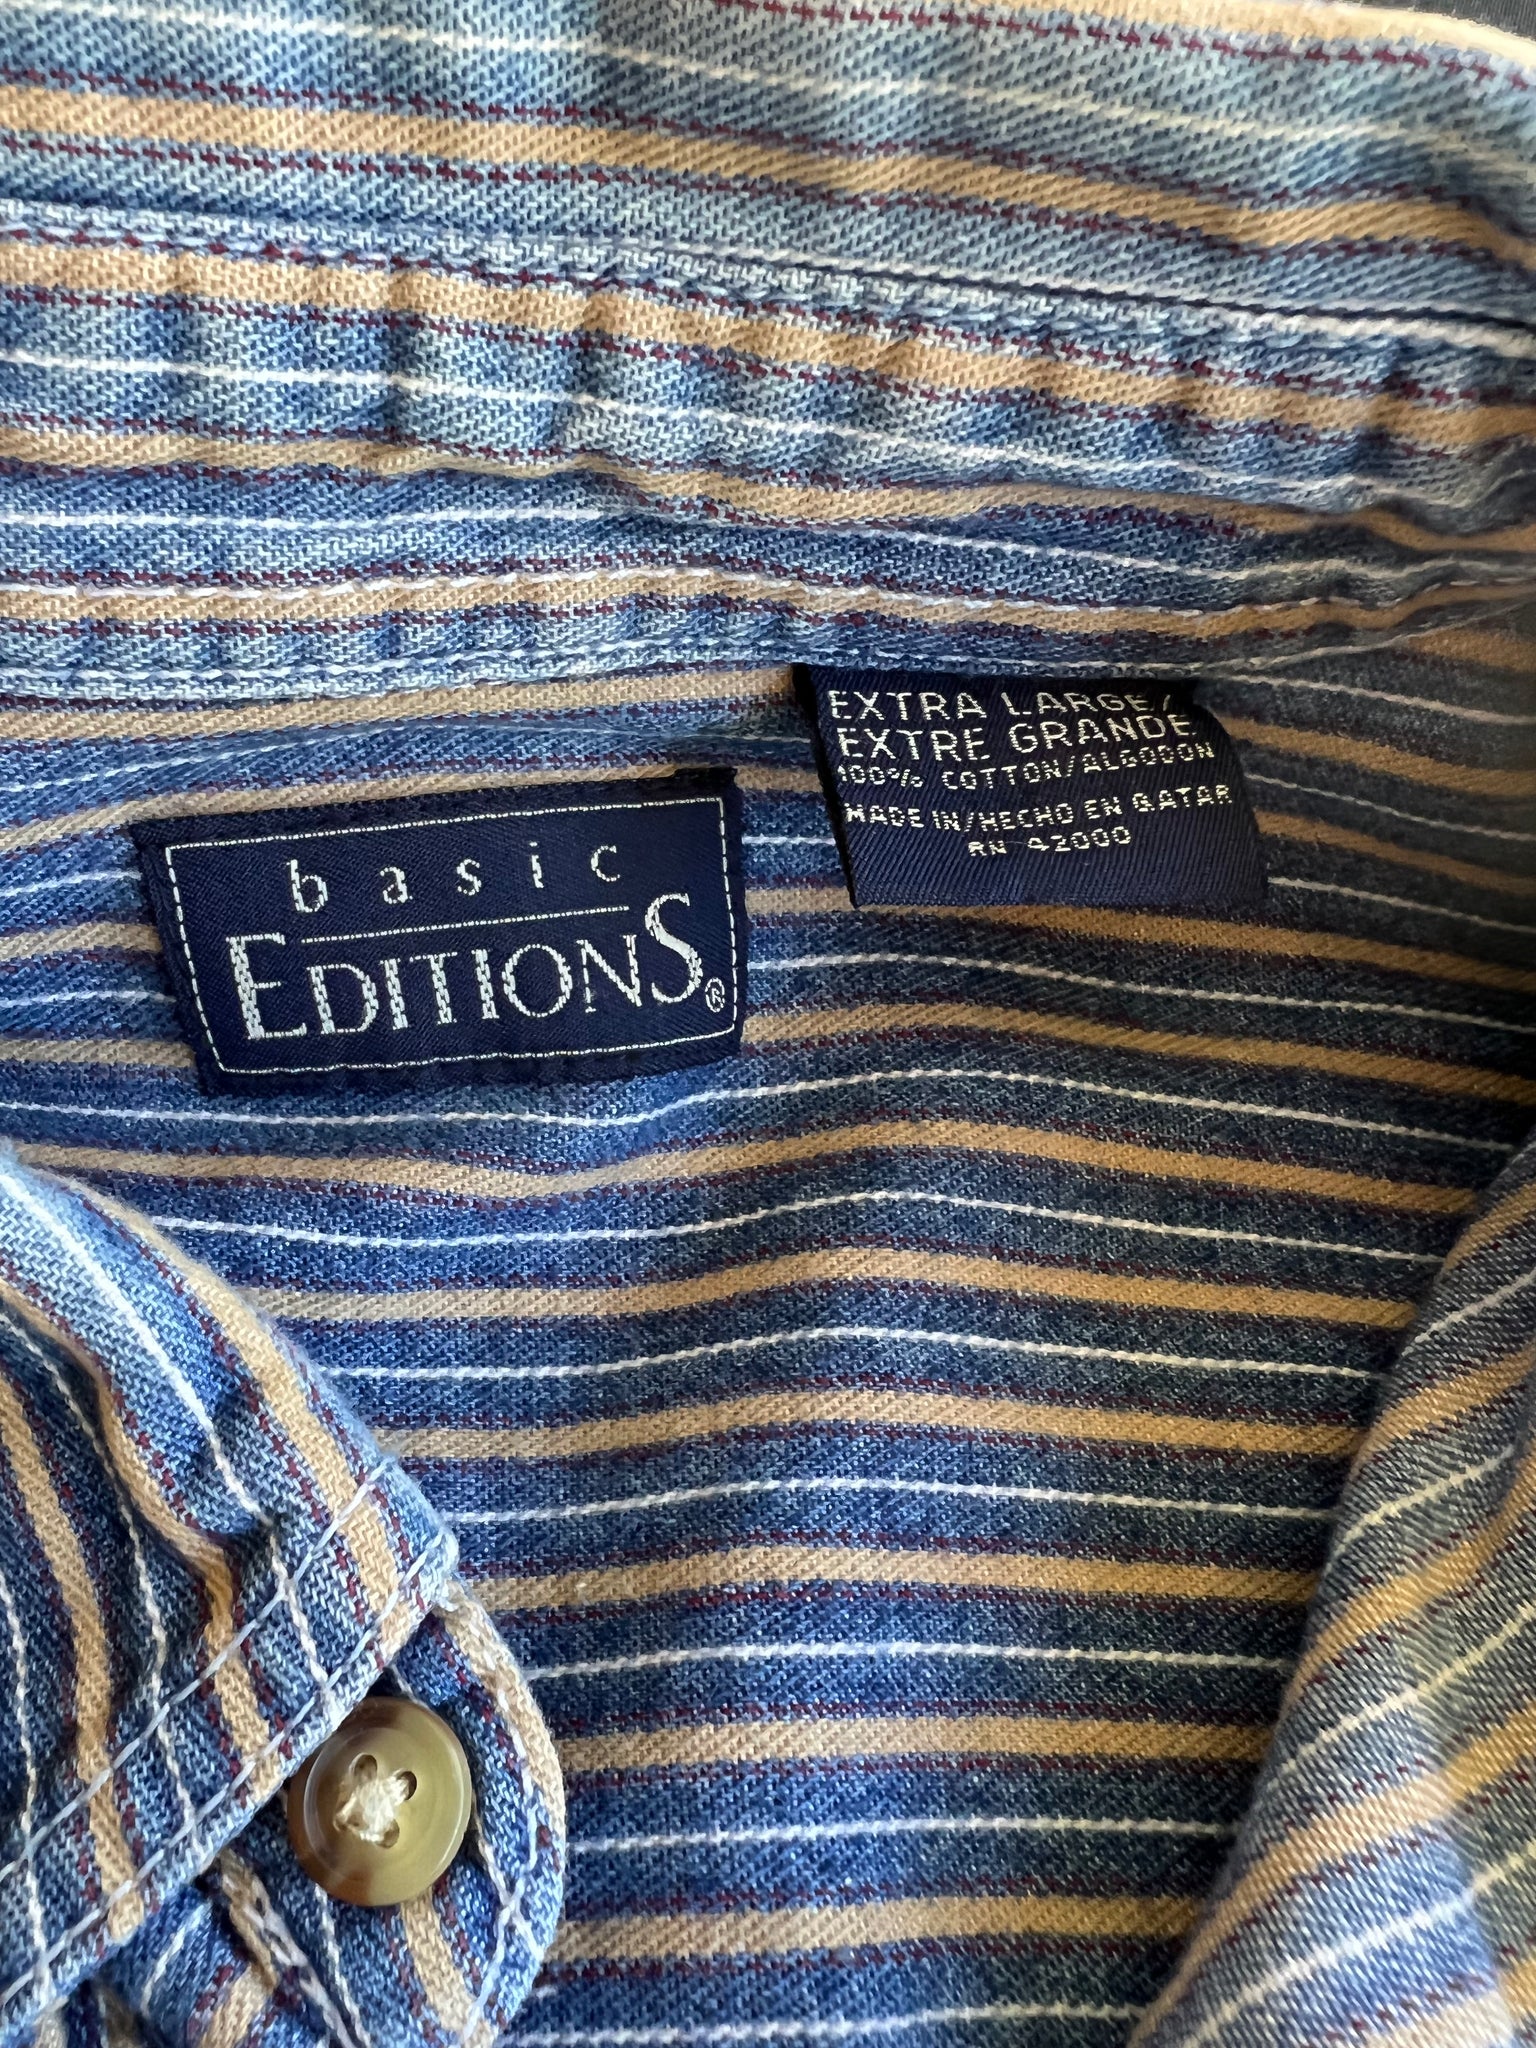 EXTRA LARGE/
EXTRE GRANDE
100% COTTON/ALGODON
MADE IN/HECHO EN QATAR
RN 42000
basic
EDITIONS®